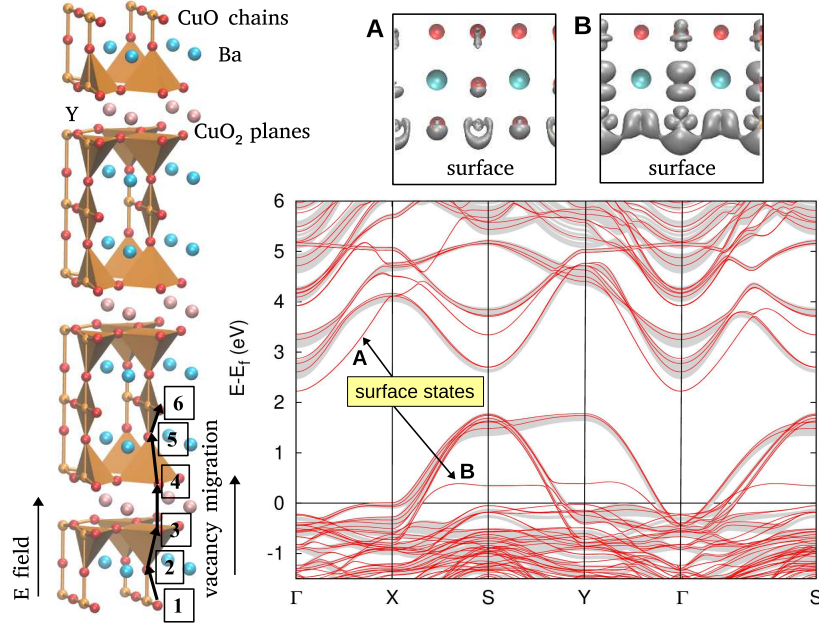 CuO chains
Ba
Y
CuO₂ planes
6
5
4
3
2
1
E field
vacancy migration
A
surface
B
surface
E-E_f (eV)
6
5
4
3
2
1
0
-1
A
surface states
B
Γ
X
S
Y
Γ
S